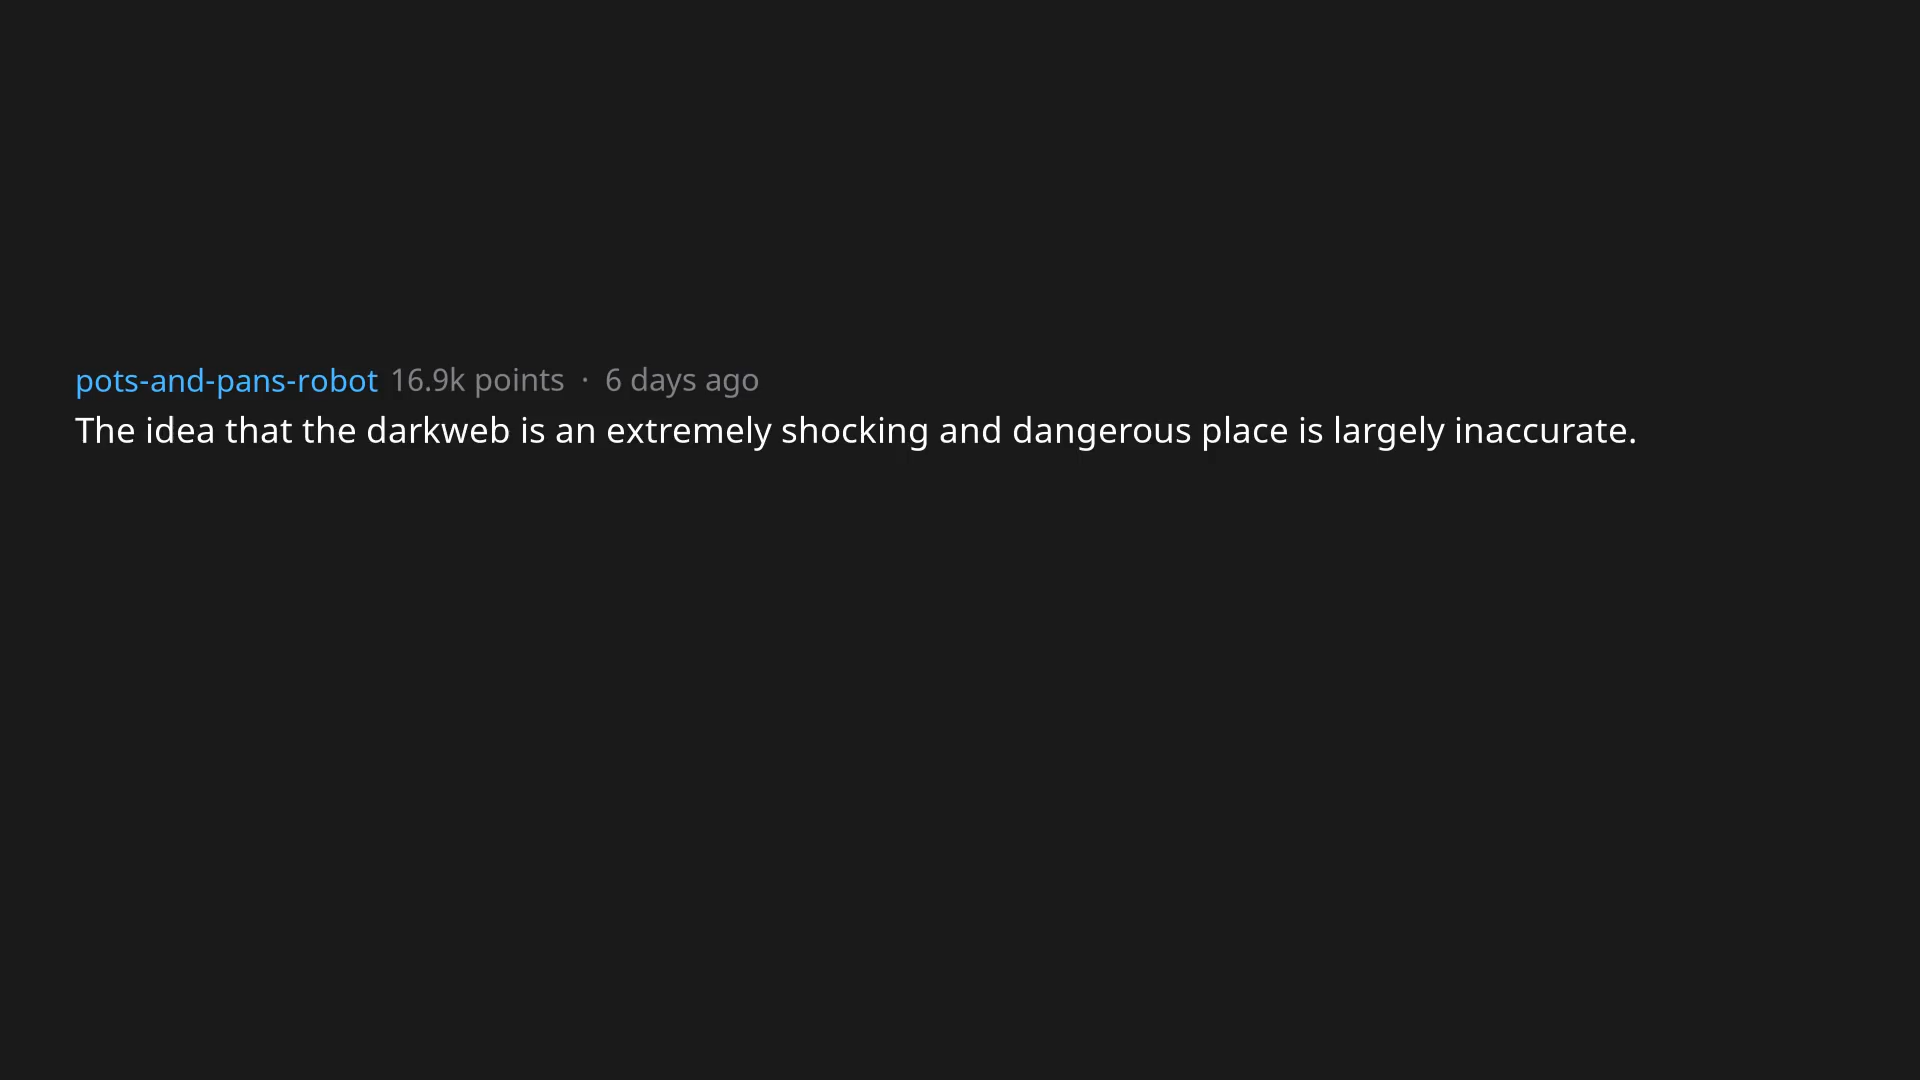 pots-and-pans-robot 16.9k points · 6 days ago
The idea that the darkweb is an extremely shocking and dangerous place is largely inaccurate.